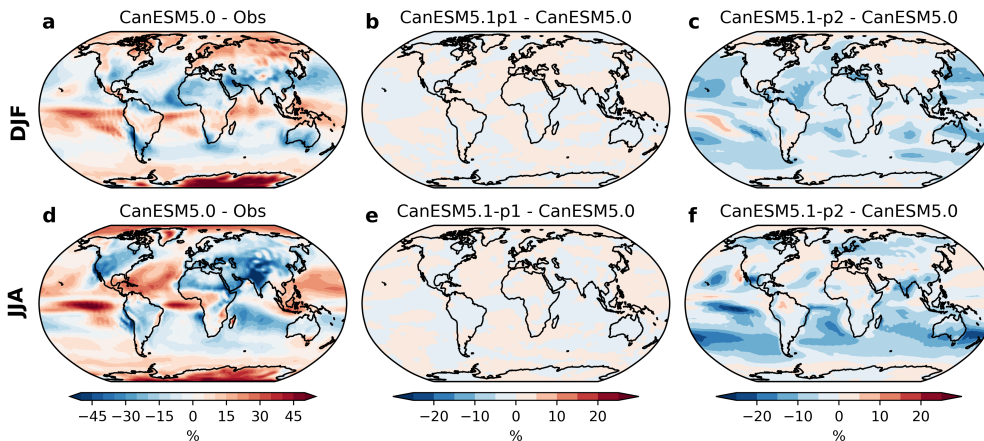 a CanESM5.0 - Obs
b CanESM5.1p1 - CanESM5.0
c CanESM5.1-p2 - CanESM5.0
DJF
d CanESM5.0 - Obs
e CanESM5.1-p1 - CanESM5.0
f CanESM5.1-p2 - CanESM5.0
JJA
−45 −30 −15 0 15 30 45
%
−20 −10 0 10 20
%
−20 −10 0 10 20
%